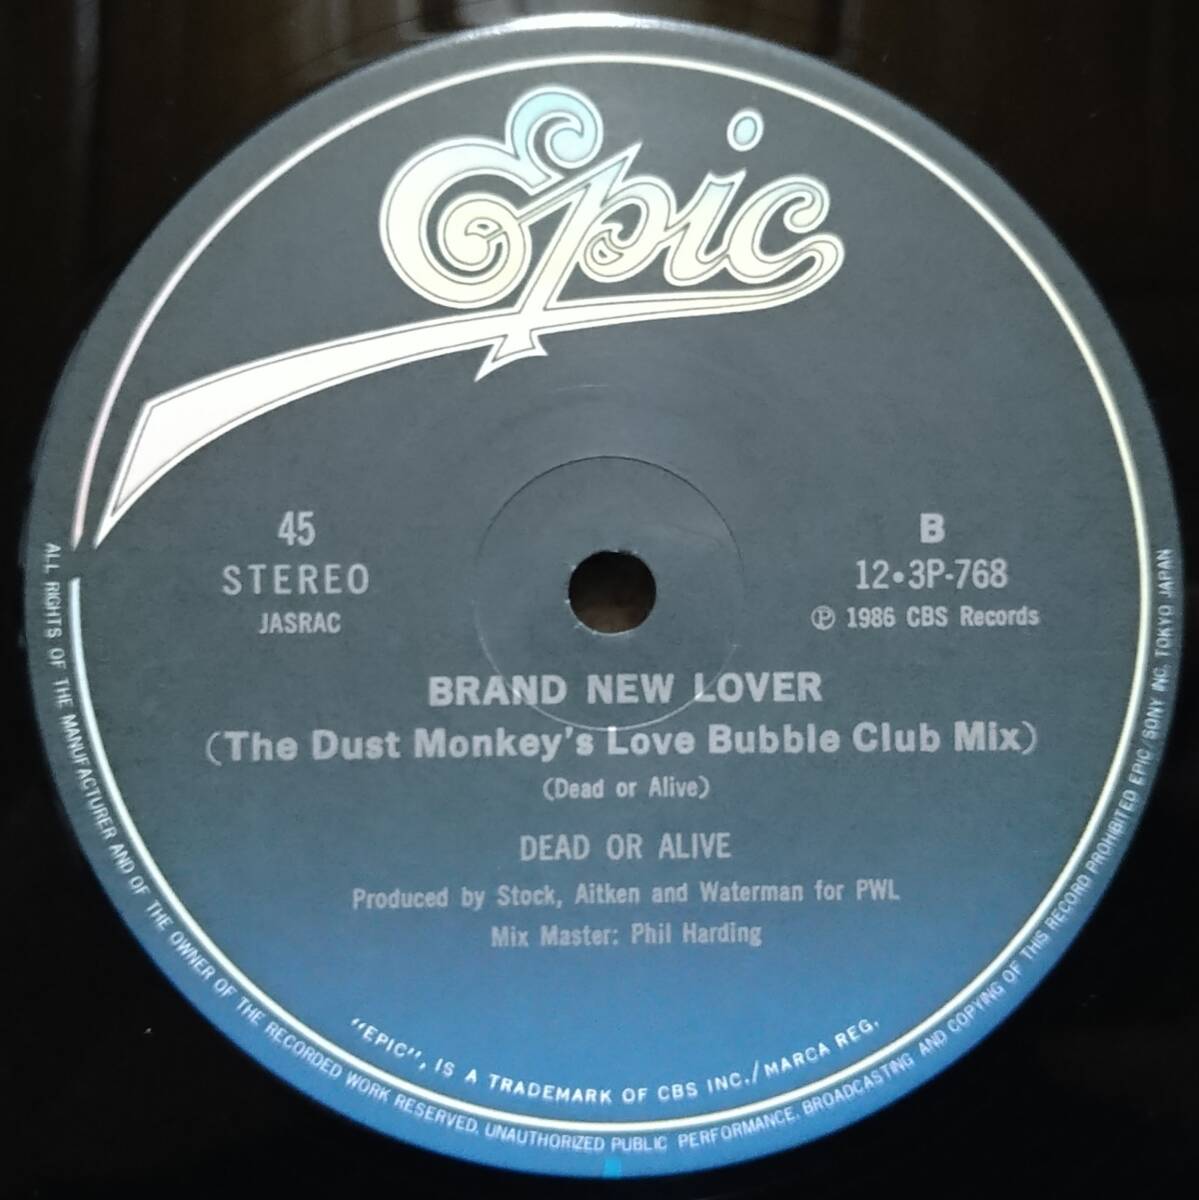 Epic
45
STEREO
JASRAC
B
12•3P-768
Ⓟ 1986 CBS Records
BRAND NEW LOVER
(The Dust Monkey's Love Bubble Club Mix)
(Dead or Alive)
DEAD OR ALIVE
Produced by Stock, Aitken and Waterman for PWL
Mix Master: Phil Harding
"EPIC", IS A TRADEMARK OF CBS INC./MARCA REG.
ALL RIGHTS OF THE MANUFACTURER AND OF THE OWNER OF THE RECORDED WORK RESERVED. UNAUTHORIZED PUBLIC PERFORMANCE. BROADCASTING AND COPYING OF THIS RECORD PROHIBITED EPIC/SONY INC. TOKYO JAPAN